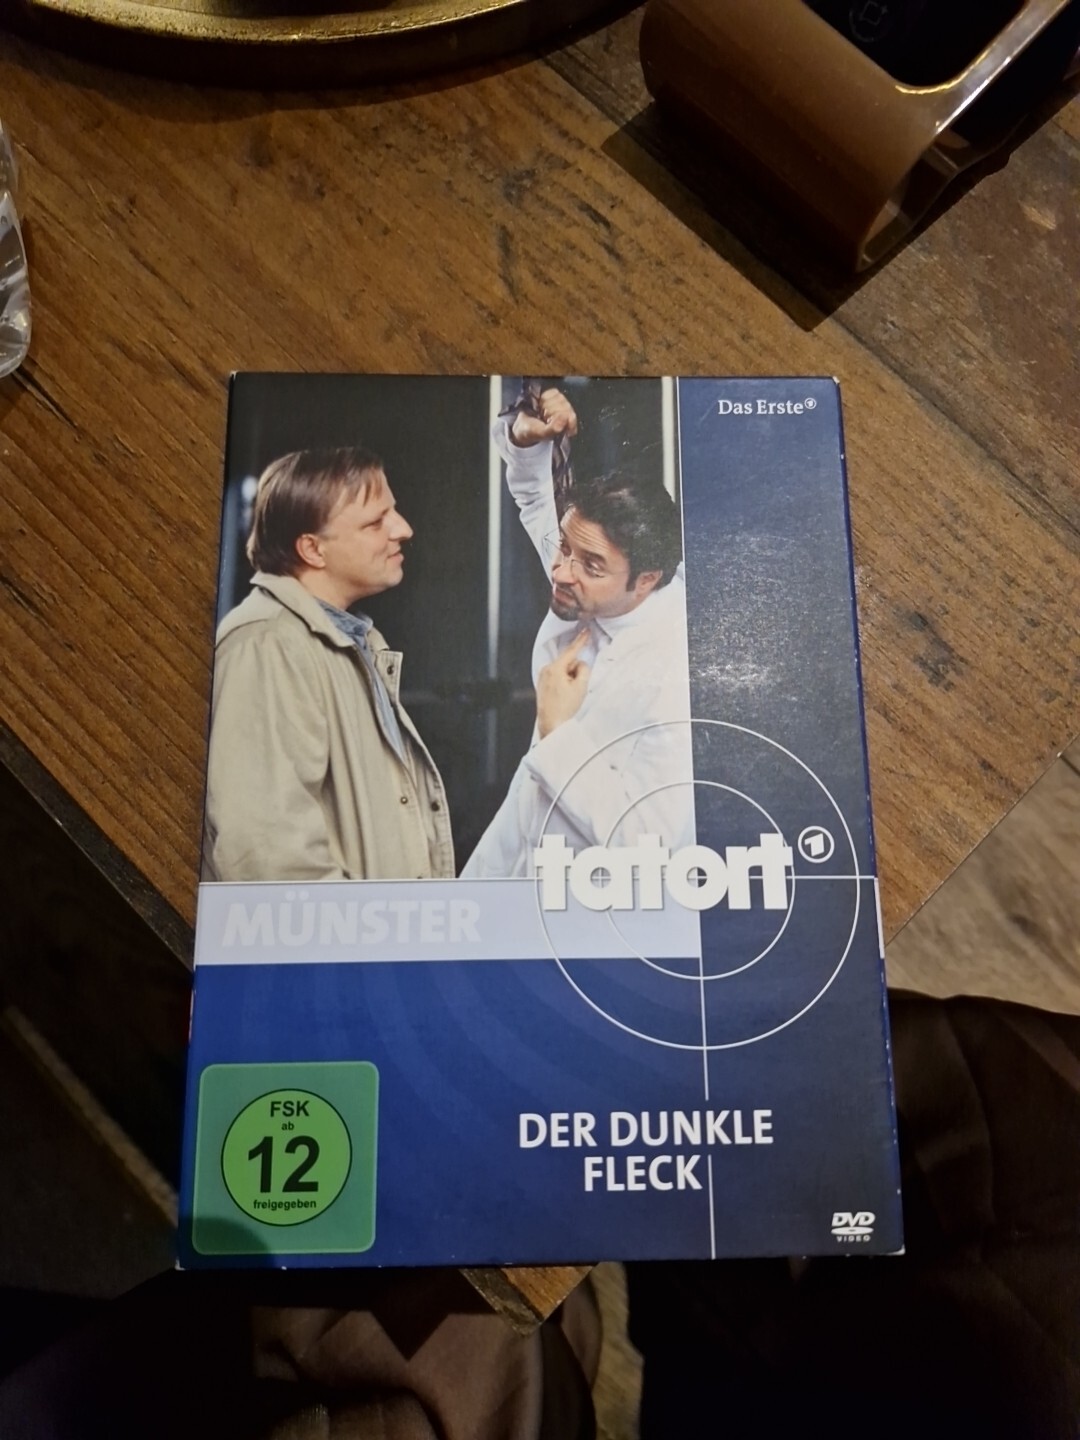 Das Erste
tatort
MÜNSTER
FSK
ab
12
freigegeben
DER DUNKLE
FLECK
DVD
VIDEO